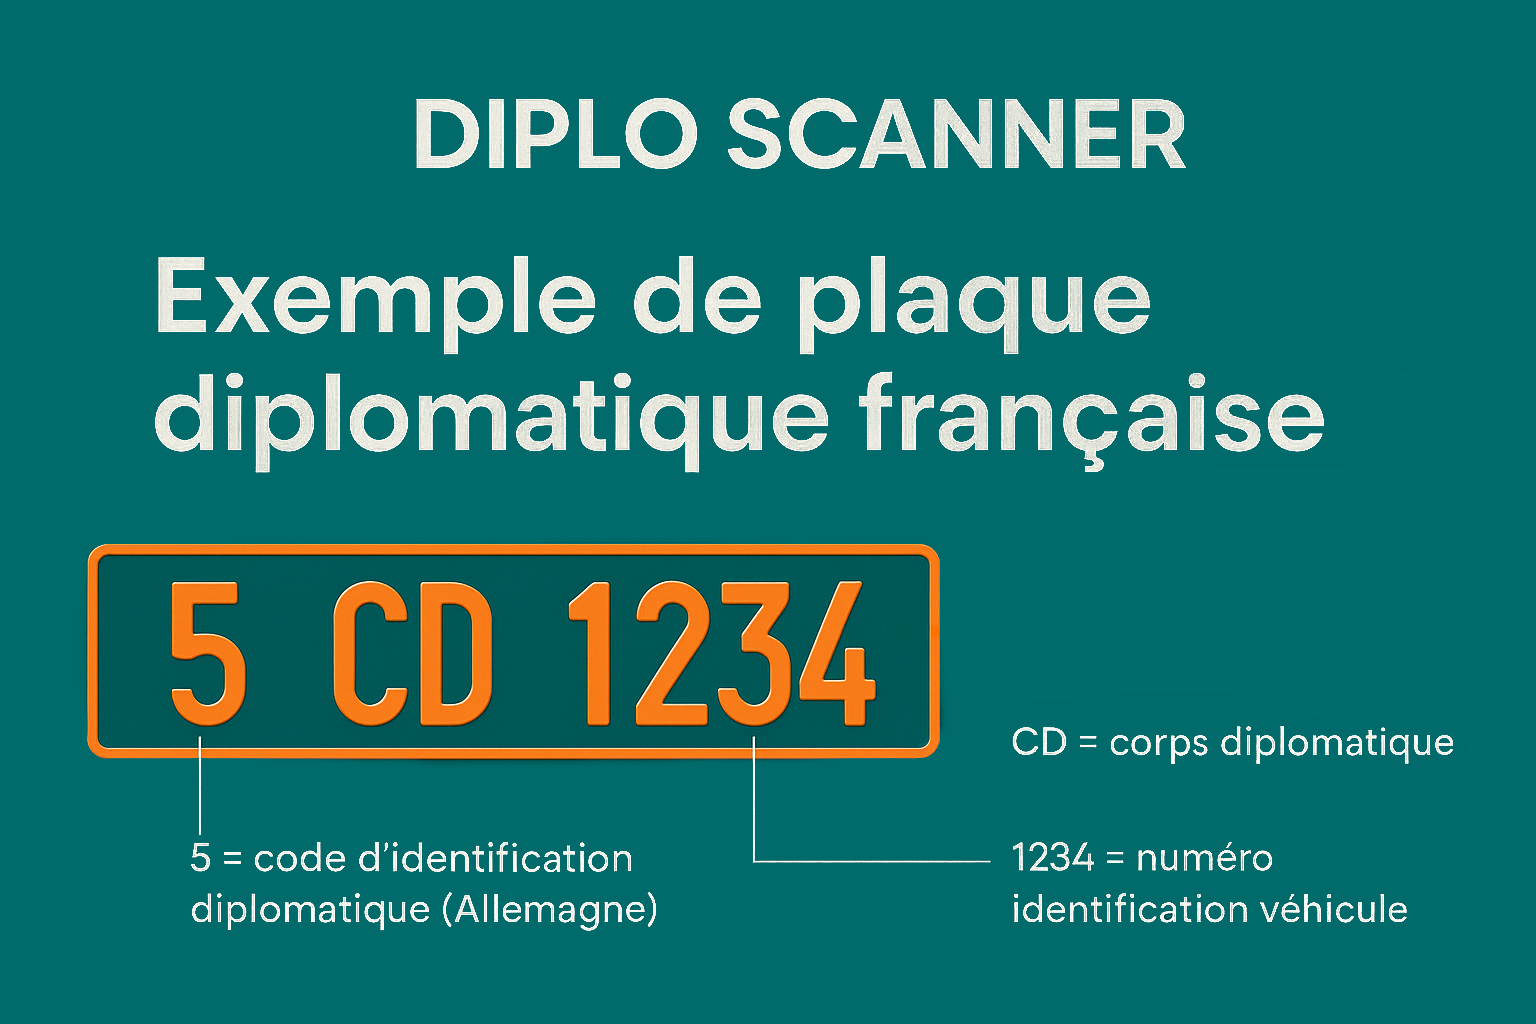 DIPLO SCANNER
Exemple de plaque
diplomatique française
5 CD 1234
CD = corps diplomatique
5 = code d'identification
diplomatique (Allemagne)
1234 = numéro
identification véhicule